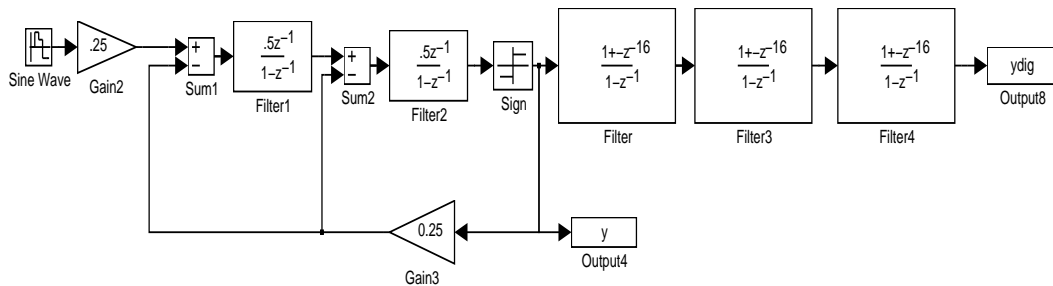 Sine Wave
.25
Gain2
+
−
Sum1
.5z−1
1−z−1
Filter1
+
−
Sum2
.5z−1
1−z−1
Filter2
Sign
1+−z−16
1−z−1
Filter
1+−z−16
1−z−1
Filter3
1+−z−16
1−z−1
Filter4
ydig
Output8
0.25
Gain3
y
Output4